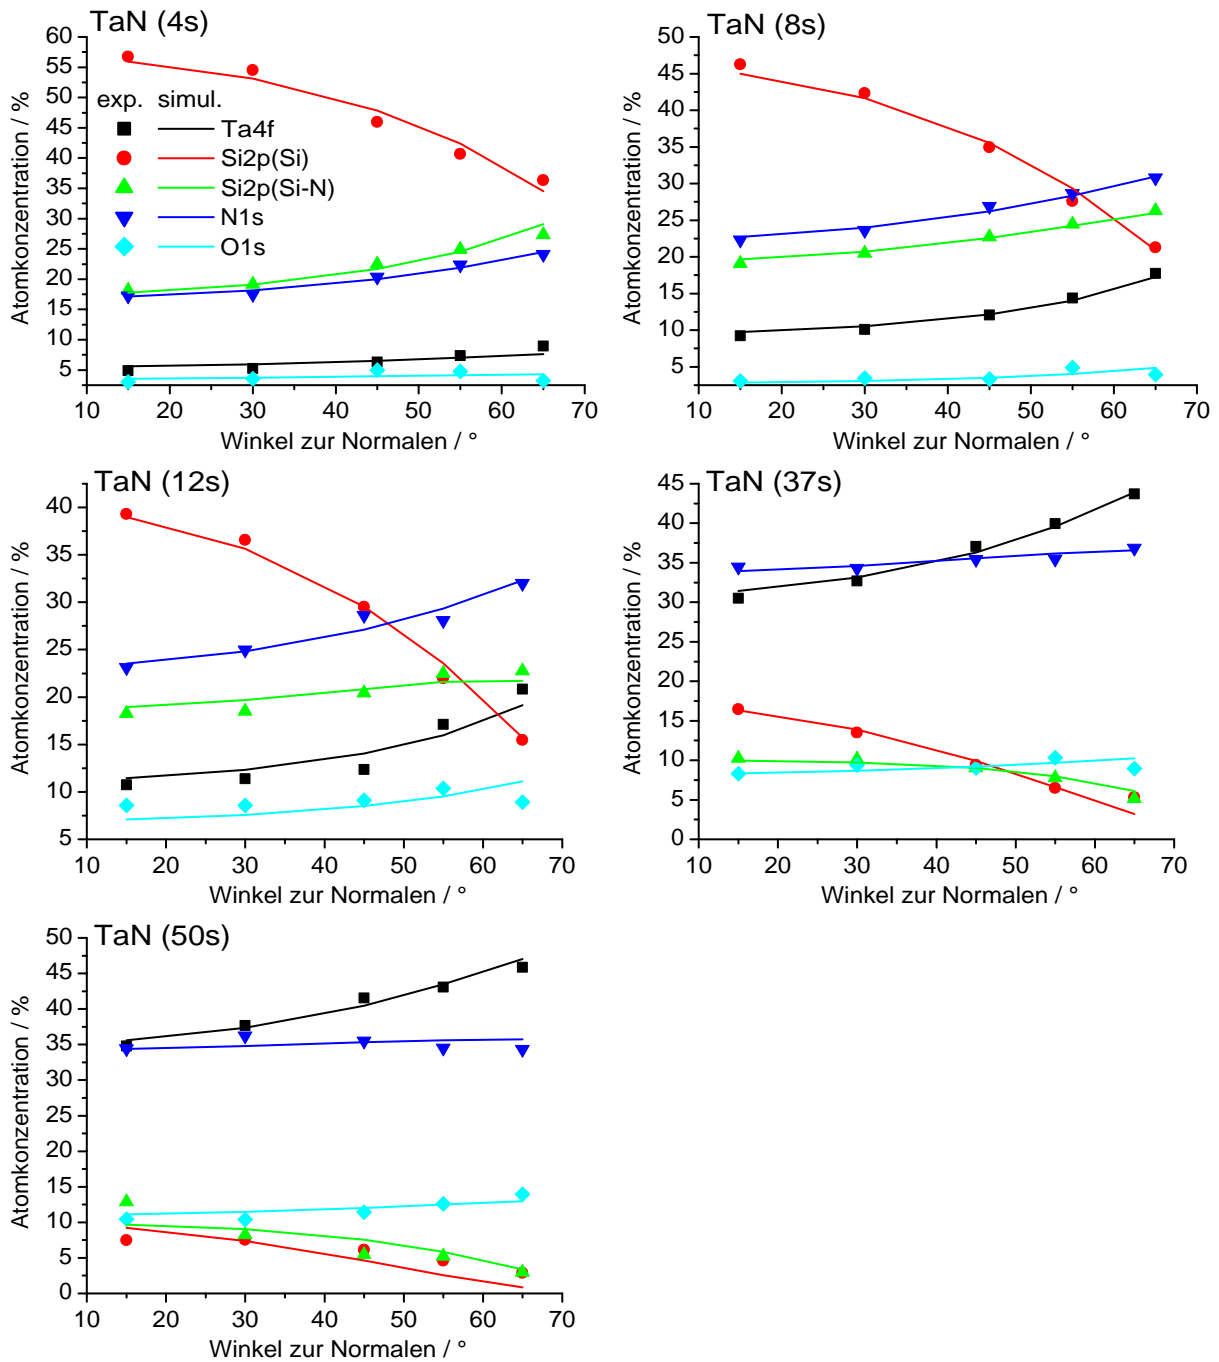 TaN (4s)
60
55
50
45
40
35
30
25
20
15
10
5
Atomkonzentration / %
exp. simul.
Ta4f
Si2p(Si)
Si2p(Si-N)
N1s
O1s
10 20 30 40 50 60 70
Winkel zur Normalen / °
TaN (8s)
50
45
40
35
30
25
20
15
10
5
Atomkonzentration / %
10 20 30 40 50 60 70
Winkel zur Normalen / °
TaN (12s)
40
35
30
25
20
15
10
5
Atomkonzentration / %
10 20 30 40 50 60 70
Winkel zur Normalen / °
TaN (37s)
45
40
35
30
25
20
15
10
5
0
Atomkonzentration / %
10 20 30 40 50 60 70
Winkel zur Normalen / °
TaN (50s)
50
45
40
35
30
25
20
15
10
5
0
Atomkonzentration / %
10 20 30 40 50 60 70
Winkel zur Normalen / °